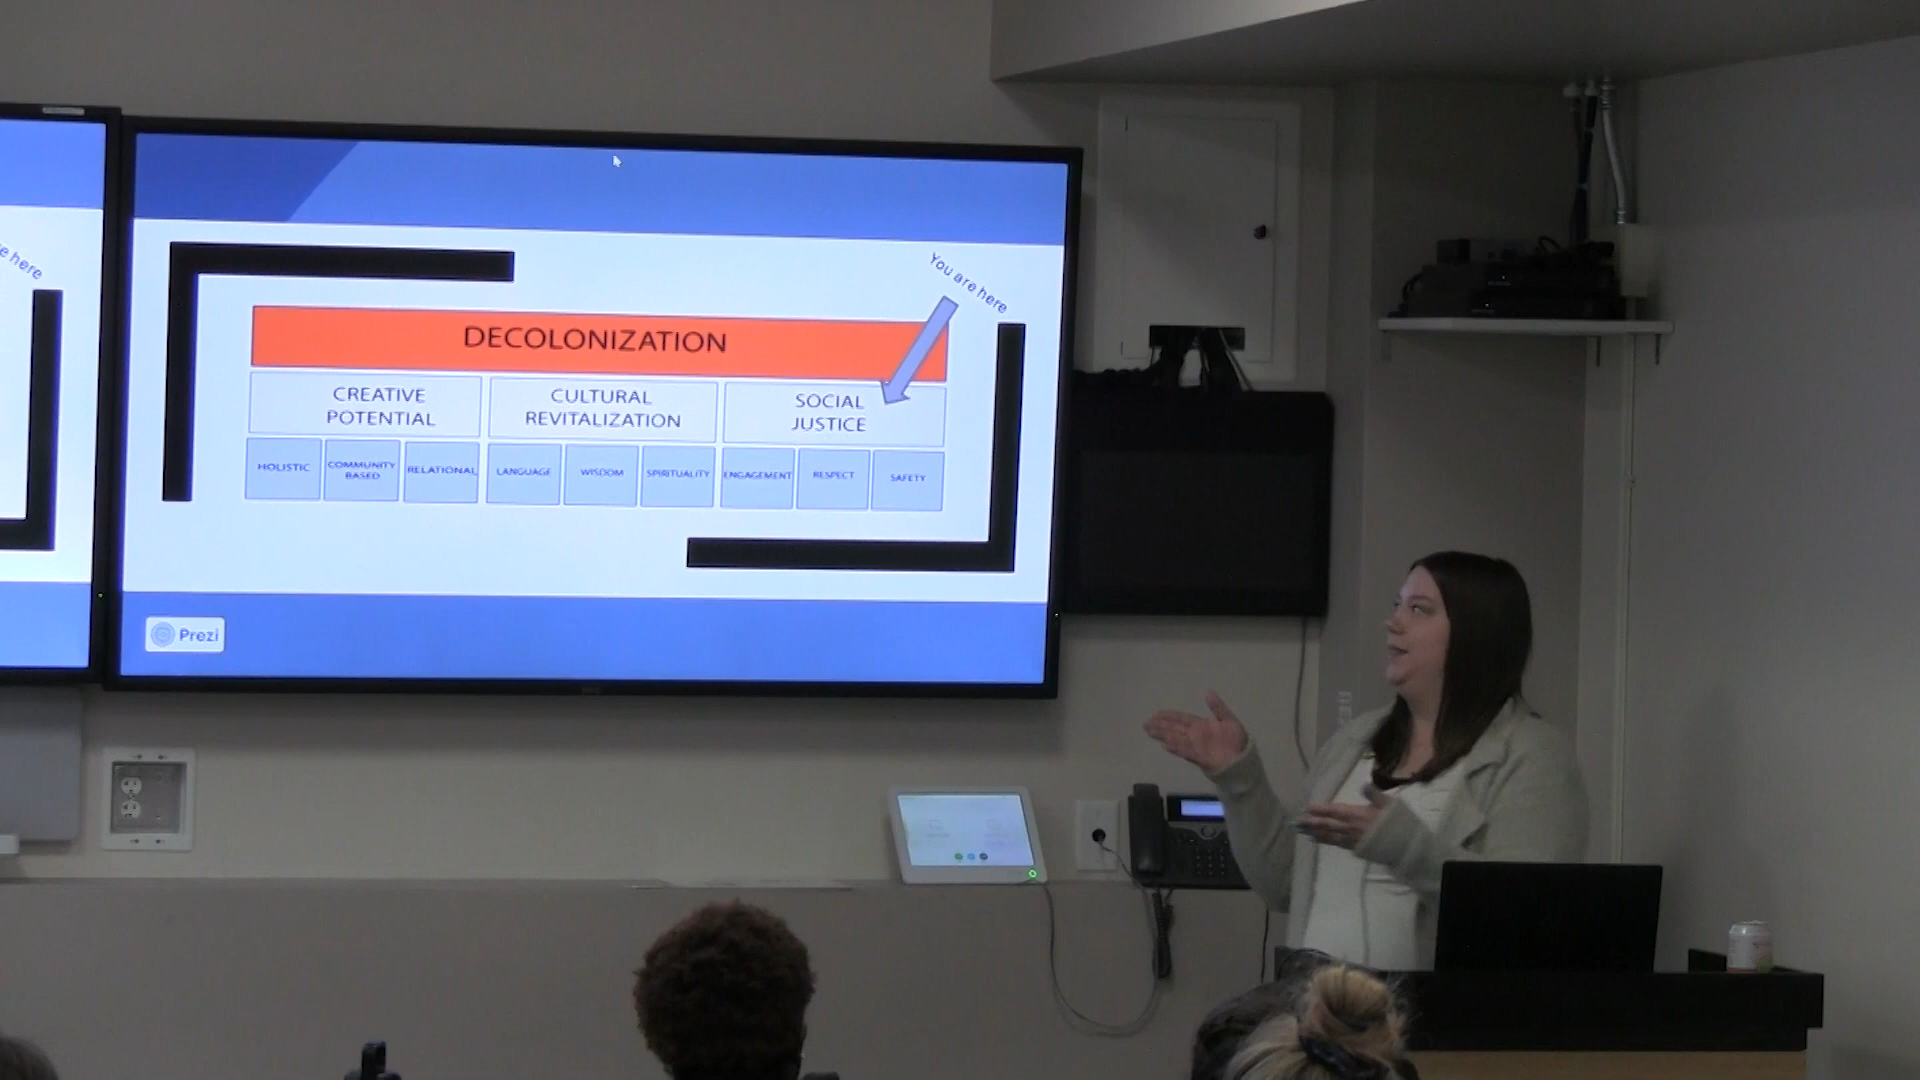 e here
You are here
DECOLONIZATION
CREATIVE
POTENTIAL
CULTURAL
REVITALIZATION
SOCIAL
JUSTICE
HOLISTIC
COMMUNITY
BASED
RELATIONAL
LANGUAGE
WISDOM
SPIRITUALITY
ENGAGEMENT
RESPECT
SAFETY
Prezi